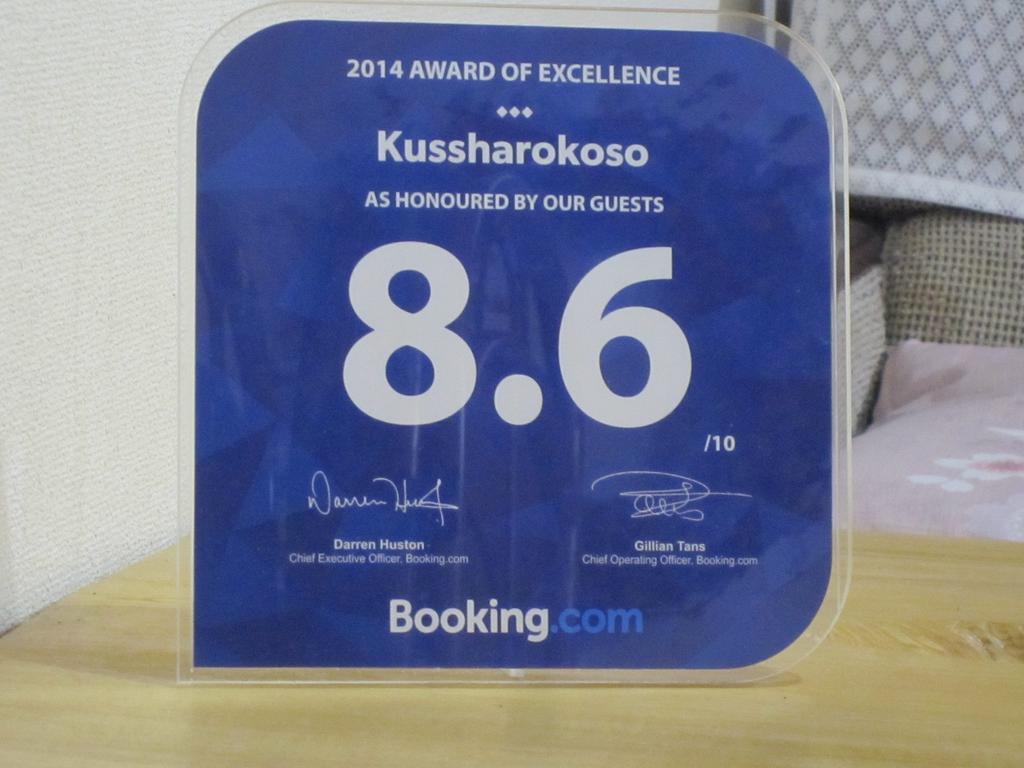 2014 AWARD OF EXCELLENCE
Kussharokoso
AS HONOURED BY OUR GUESTS
8.6
/10
Darren Huston
Chief Executive Officer, Booking.com
Gillian Tans
Chief Operating Officer, Booking.com
Booking.com